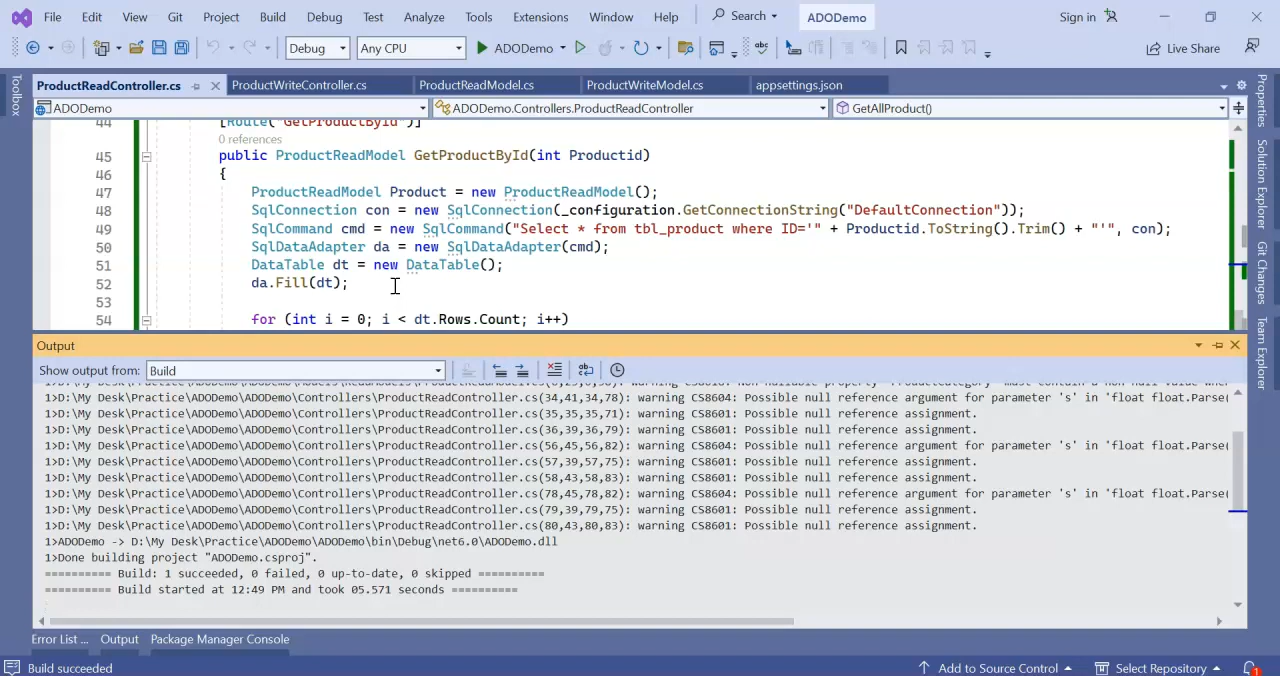 File Edit View Git Project Build Debug Test Analyze Tools Extensions Window Help Search ADODemo Sign in
Debug Any CPU ADODemo Live Share
ProductReadController.cs ProductWriteController.cs ProductReadModel.cs ProductWriteModel.cs appsettings.json
ADODemo ADODemo.Controllers.ProductReadController GetAllProduct()
Toolbox
Properties
Solution Explorer
Git Changes
Team Explorer
44 [Route("GetProductById")]
0 references
45 public ProductReadModel GetProductById(int Productid)
46 {
47 ProductReadModel Product = new ProductReadModel();
48 SqlConnection con = new SqlConnection(_configuration.GetConnectionString("DefaultConnection"));
49 SqlCommand cmd = new SqlCommand("Select * from tbl_product where ID='" + Productid.ToString().Trim() + "'", con);
50 SqlDataAdapter da = new SqlDataAdapter(cmd);
51 DataTable dt = new DataTable();
52 da.Fill(dt);
53
54 for (int i = 0; i < dt.Rows.Count; i++)
Output
Show output from: Build
1>D:\My Desk\Practice\ADODemo\ADODemo\Controllers\ProductReadController.cs(34,41,34,78): warning CS8604: Possible null reference argument for parameter 's' in 'float float.Parse(
1>D:\My Desk\Practice\ADODemo\ADODemo\Controllers\ProductReadController.cs(35,35,35,71): warning CS8601: Possible null reference assignment.
1>D:\My Desk\Practice\ADODemo\ADODemo\Controllers\ProductReadController.cs(36,39,36,79): warning CS8601: Possible null reference assignment.
1>D:\My Desk\Practice\ADODemo\ADODemo\Controllers\ProductReadController.cs(56,45,56,82): warning CS8604: Possible null reference argument for parameter 's' in 'float float.Parse(
1>D:\My Desk\Practice\ADODemo\ADODemo\Controllers\ProductReadController.cs(57,39,57,75): warning CS8601: Possible null reference assignment.
1>D:\My Desk\Practice\ADODemo\ADODemo\Controllers\ProductReadController.cs(58,43,58,83): warning CS8601: Possible null reference assignment.
1>D:\My Desk\Practice\ADODemo\ADODemo\Controllers\ProductReadController.cs(78,45,78,82): warning CS8604: Possible null reference argument for parameter 's' in 'float float.Parse(
1>D:\My Desk\Practice\ADODemo\ADODemo\Controllers\ProductReadController.cs(79,39,79,75): warning CS8601: Possible null reference assignment.
1>D:\My Desk\Practice\ADODemo\ADODemo\Controllers\ProductReadController.cs(80,43,80,83): warning CS8601: Possible null reference assignment.
1>ADODemo -> D:\My Desk\Practice\ADODemo\ADODemo\bin\Debug\net6.0\ADODemo.dll
1>Done building project "ADODemo.csproj".
========== Build: 1 succeeded, 0 failed, 0 up-to-date, 0 skipped ==========
========== Build started at 12:49 PM and took 05.571 seconds ==========
Error List ... Output Package Manager Console
Build succeeded Add to Source Control Select Repository 1